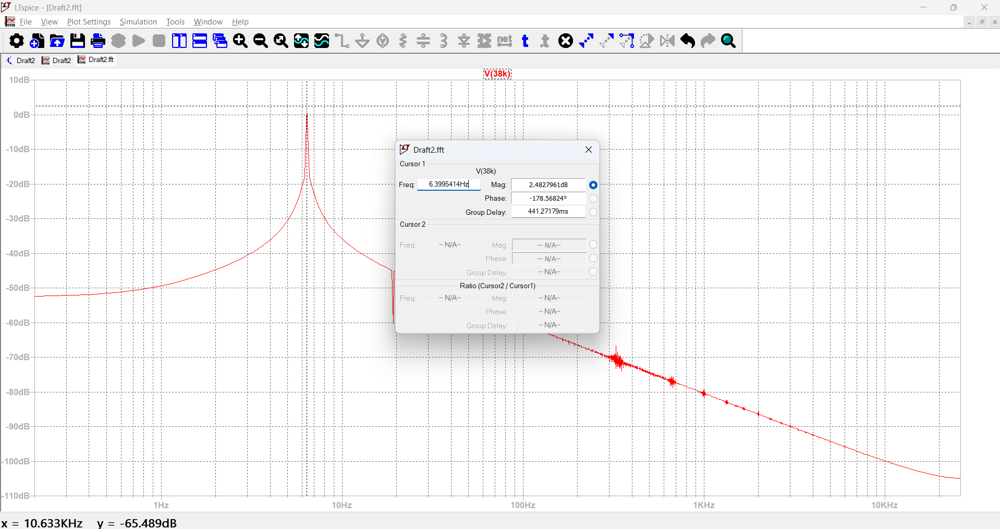 LTspice - [Draft2.fft]
File View Plot Settings Simulation Tools Window Help
net t .t
Draft2 Draft2 Draft2.fft
V(38k)
10dB
0dB
-10dB
-20dB
-30dB
-40dB
-50dB
-60dB
-70dB
-80dB
-90dB
-100dB
-110dB
1Hz 10Hz 100Hz 1KHz 10KHz
Draft2.fft
Cursor 1
V(38k)
Freq: 6.3995414Hz Mag: 2.4827961dB
Phase: -178.56824°
Group Delay: 441.27179ms
Cursor 2
Freq: -- N/A-- Mag: -- N/A--
Phase: -- N/A--
Group Delay: -- N/A--
Ratio (Cursor2 / Cursor1)
Freq: -- N/A-- Mag: -- N/A--
Phase: -- N/A--
Group Delay: -- N/A--
x = 10.633KHz y = -65.489dB